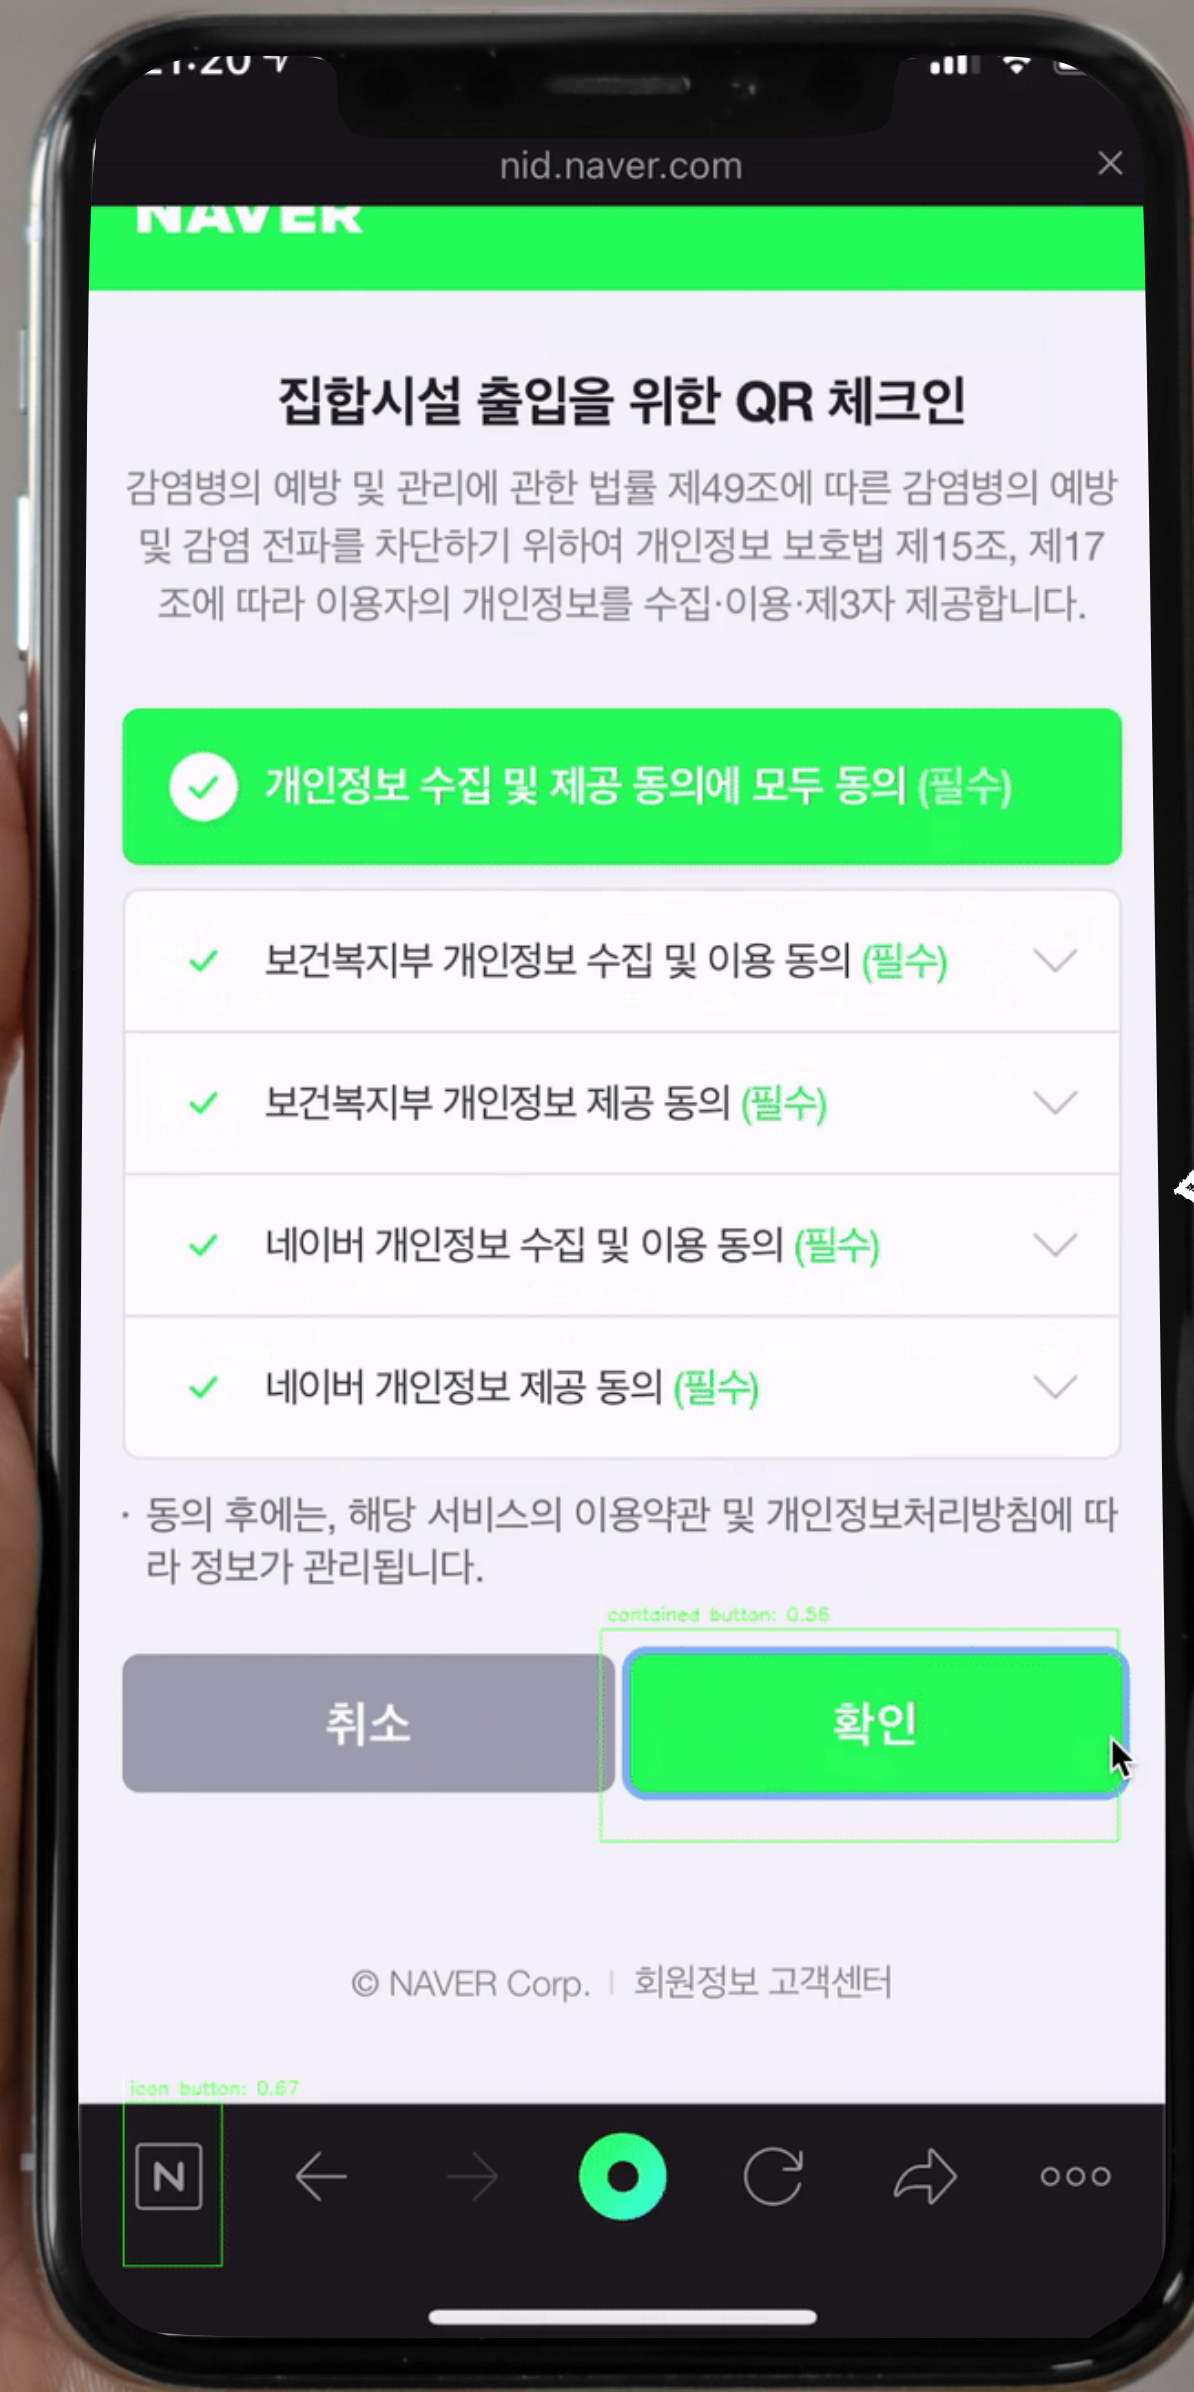 21:20
nid.naver.com
NAVER
집합시설 출입을 위한 QR 체크인
감염병의 예방 및 관리에 관한 법률 제49조에 따른 감염병의 예방
및 감염 전파를 차단하기 위하여 개인정보 보호법 제15조, 제17
조에 따라 이용자의 개인정보를 수집·이용·제3자 제공합니다.
개인정보 수집 및 제공 동의에 모두 동의 (필수)
보건복지부 개인정보 수집 및 이용 동의 (필수)
보건복지부 개인정보 제공 동의 (필수)
네이버 개인정보 수집 및 이용 동의 (필수)
네이버 개인정보 제공 동의 (필수)
· 동의 후에는, 해당 서비스의 이용약관 및 개인정보처리방침에 따
라 정보가 관리됩니다.
contained button: 0.56
취소 확인
© NAVER Corp. | 회원정보 고객센터
icon button: 0.67
N